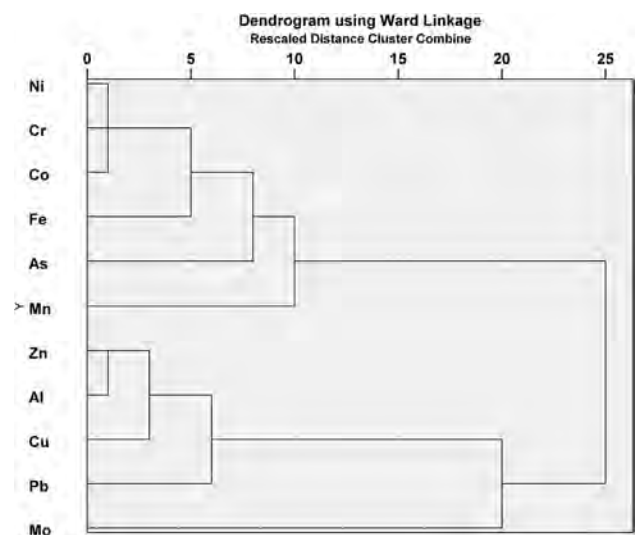 Dendrogram using Ward Linkage
Rescaled Distance Cluster Combine
0 5 10 15 20 25
Ni
Cr
Co
Fe
As
Y Mn
Zn
Al
Cu
Pb
Mo